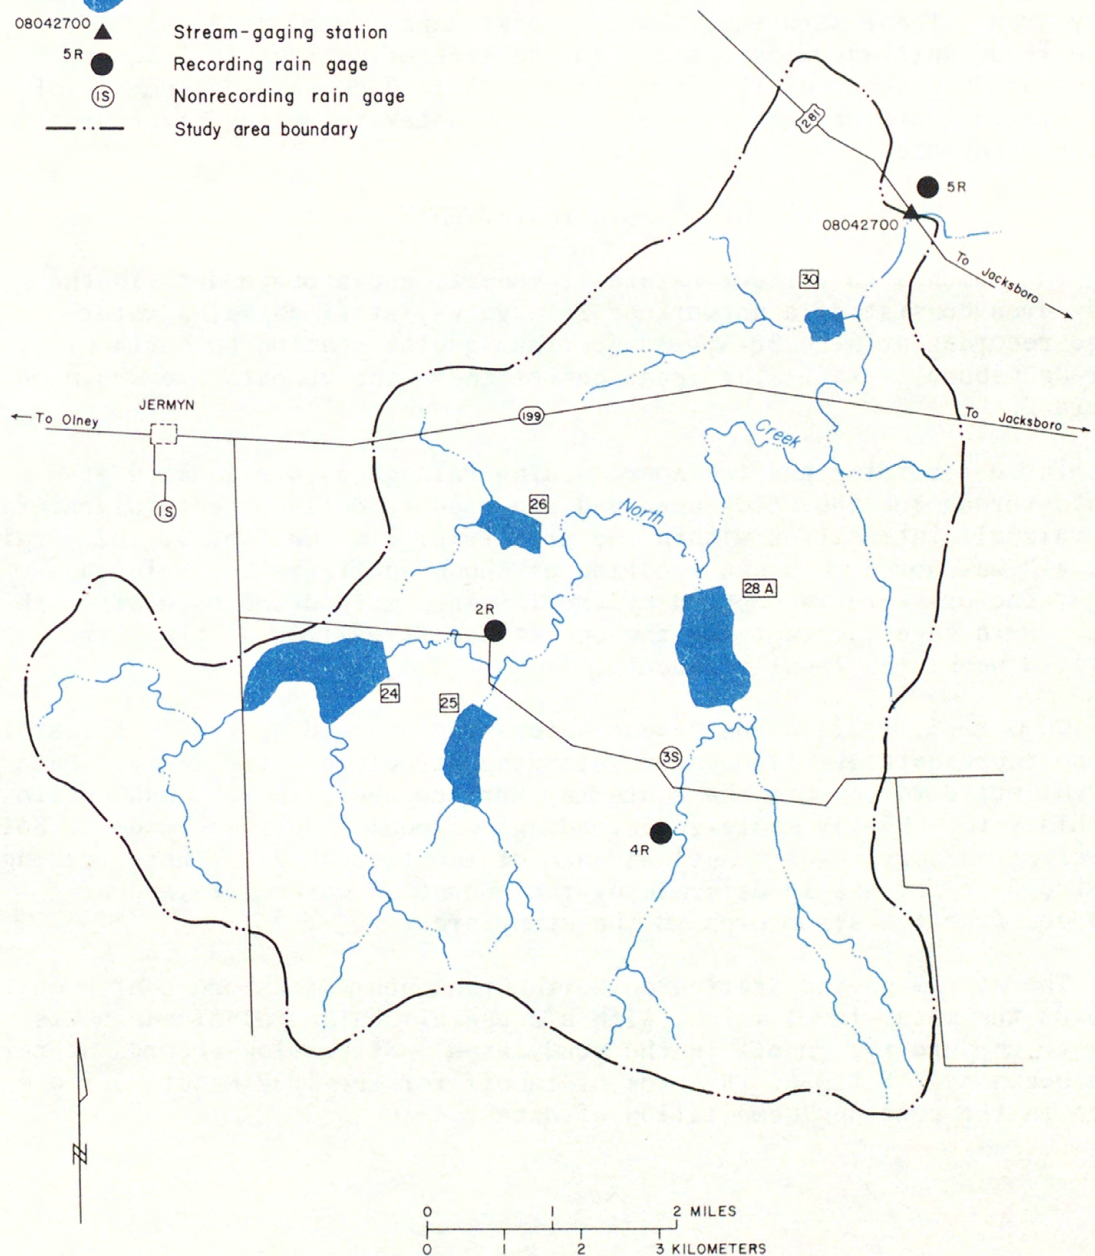 08042700 Stream-gaging station
5R Recording rain gage
1S Nonrecording rain gage
Study area boundary
281
5R
08042700
To Jacksboro
30
JERMYN
To Olney
199
To Jacksboro
Creek
1S
26
North
28 A
2R
24
25
3S
4R
N
0 1 2 MILES
0 1 2 3 KILOMETERS